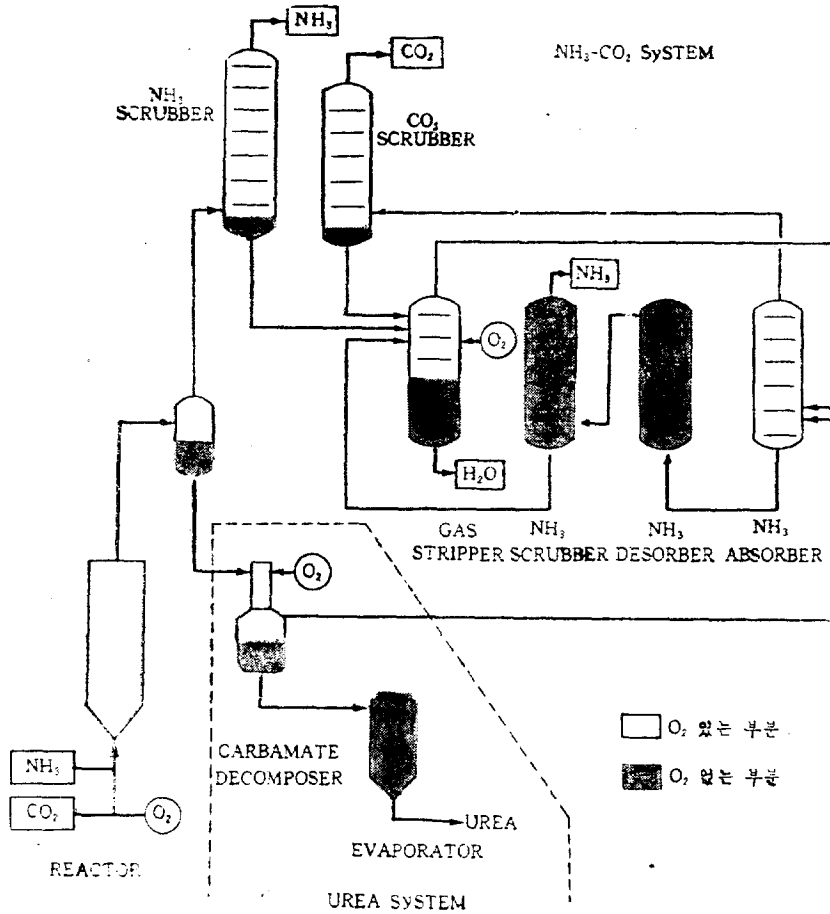 NH₃
CO₂
NH₃-CO₂ SySTEM
NH₃
SCRUBBER
CO₂
SCRUBBER
NH₃
O₂
H₂O
GAS
STRIPPER
NH₃
SCRUBBER
NH₃
DESORBER
NH₃
ABSORBER
O₂
CARBAMATE
DECOMPOSER
NH₃
CO₂
O₂
REACTOR
UREA
EVAPORATOR
UREA SYSTEM
O₂ 있는 부분
O₂ 없는 부분